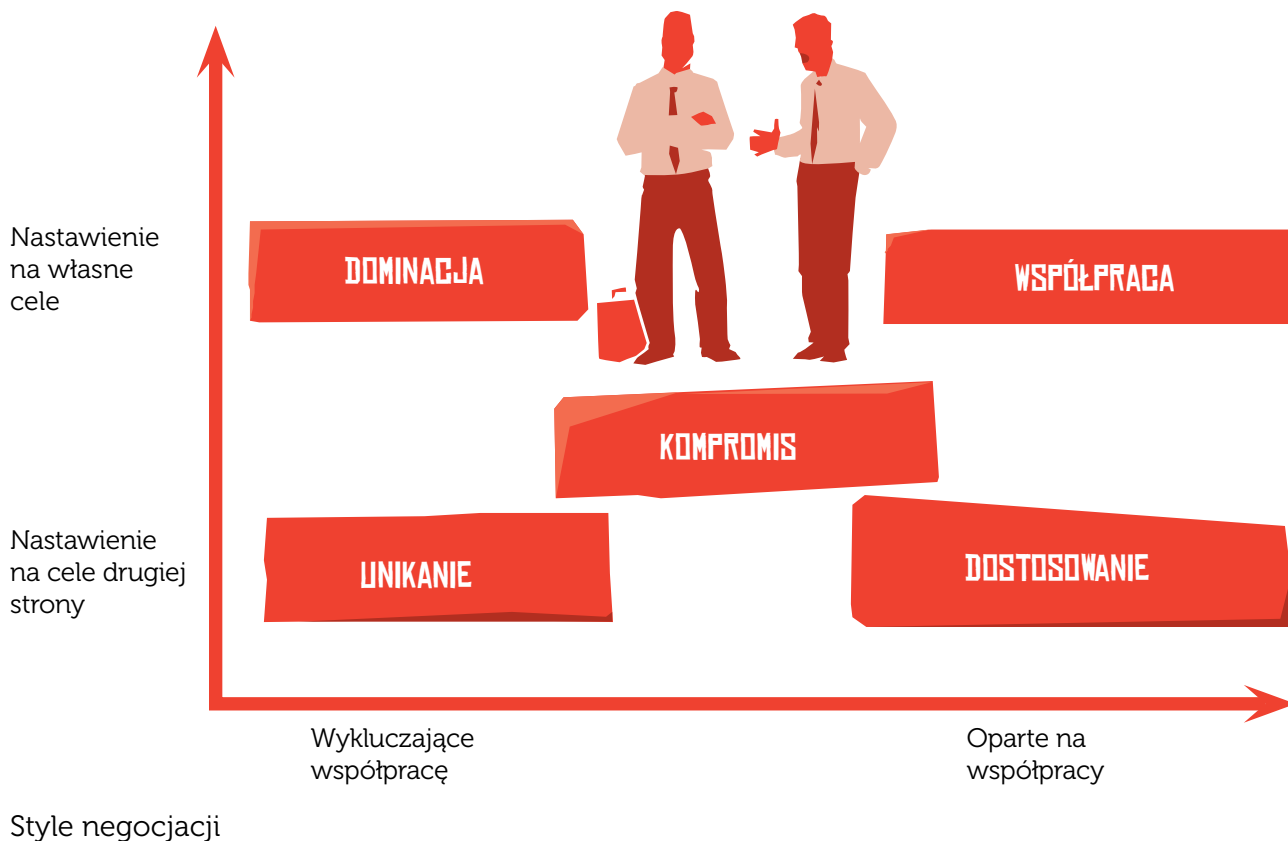 Nastawienie
na własne
cele
DOMINACJA
WSPÓŁPRACA
KOMPROMIS
Nastawienie
na cele drugiej
strony
UNIKANIE
DOSTOSOWANIE
Wykluczające
współpracę
Oparte na
współpracy
Style negocjacji